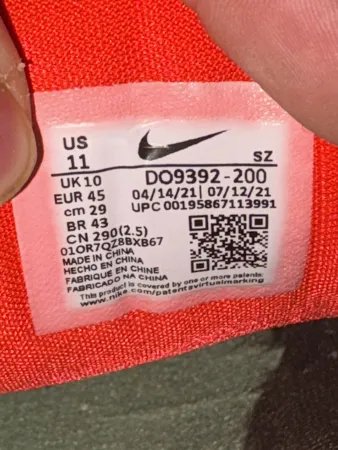 US
11
SZ
UK 10
DO9392-200
EUR 45
04/14/21| 07/12/21
cm 29
UPC 00195867113991
BR 43
CN 290(2.5)
01OR7QZ8BXB67
MADE IN CHINA
HECHO EN CHINA
FABRIQUE EN CHINE
FABRICADO NA CHINA
This product is covered by one or more patents:
www.nike.com/patentsvirtualmarking